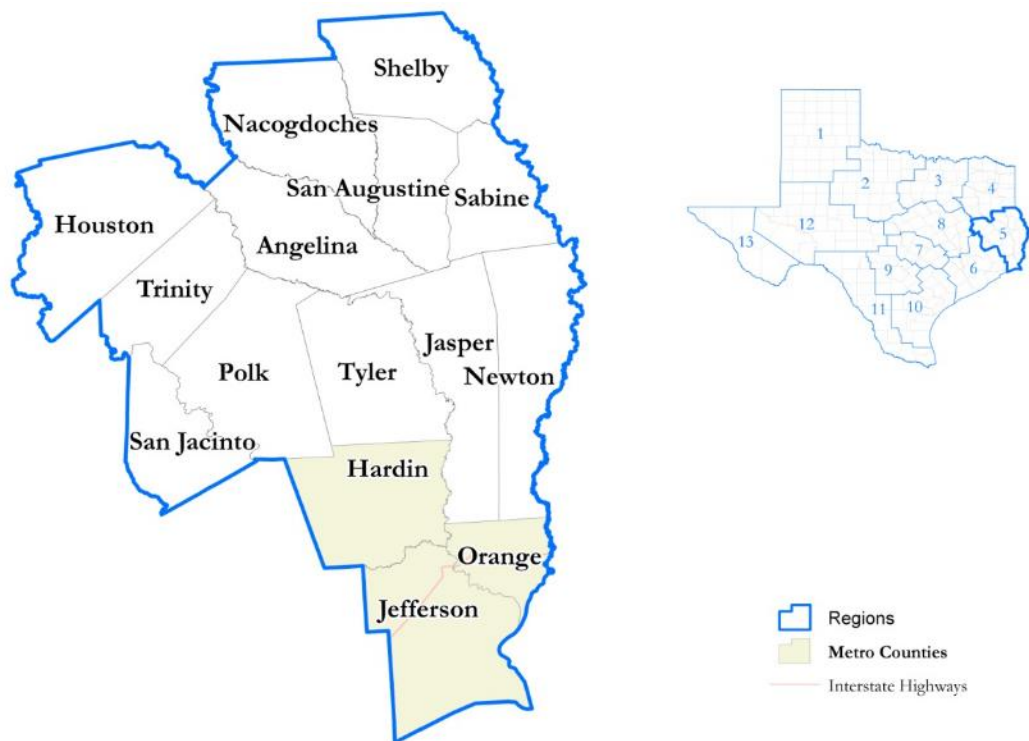 Shelby
Nacogdoches
San Augustine
Sabine
Houston
Angelina
Trinity
Jasper
Polk
Tyler
Newton
San Jacinto
Hardin
Orange
Jefferson
1
2
3
4
5
8
12
13
7
6
9
11
10
Regions
Metro Counties
Interstate Highways